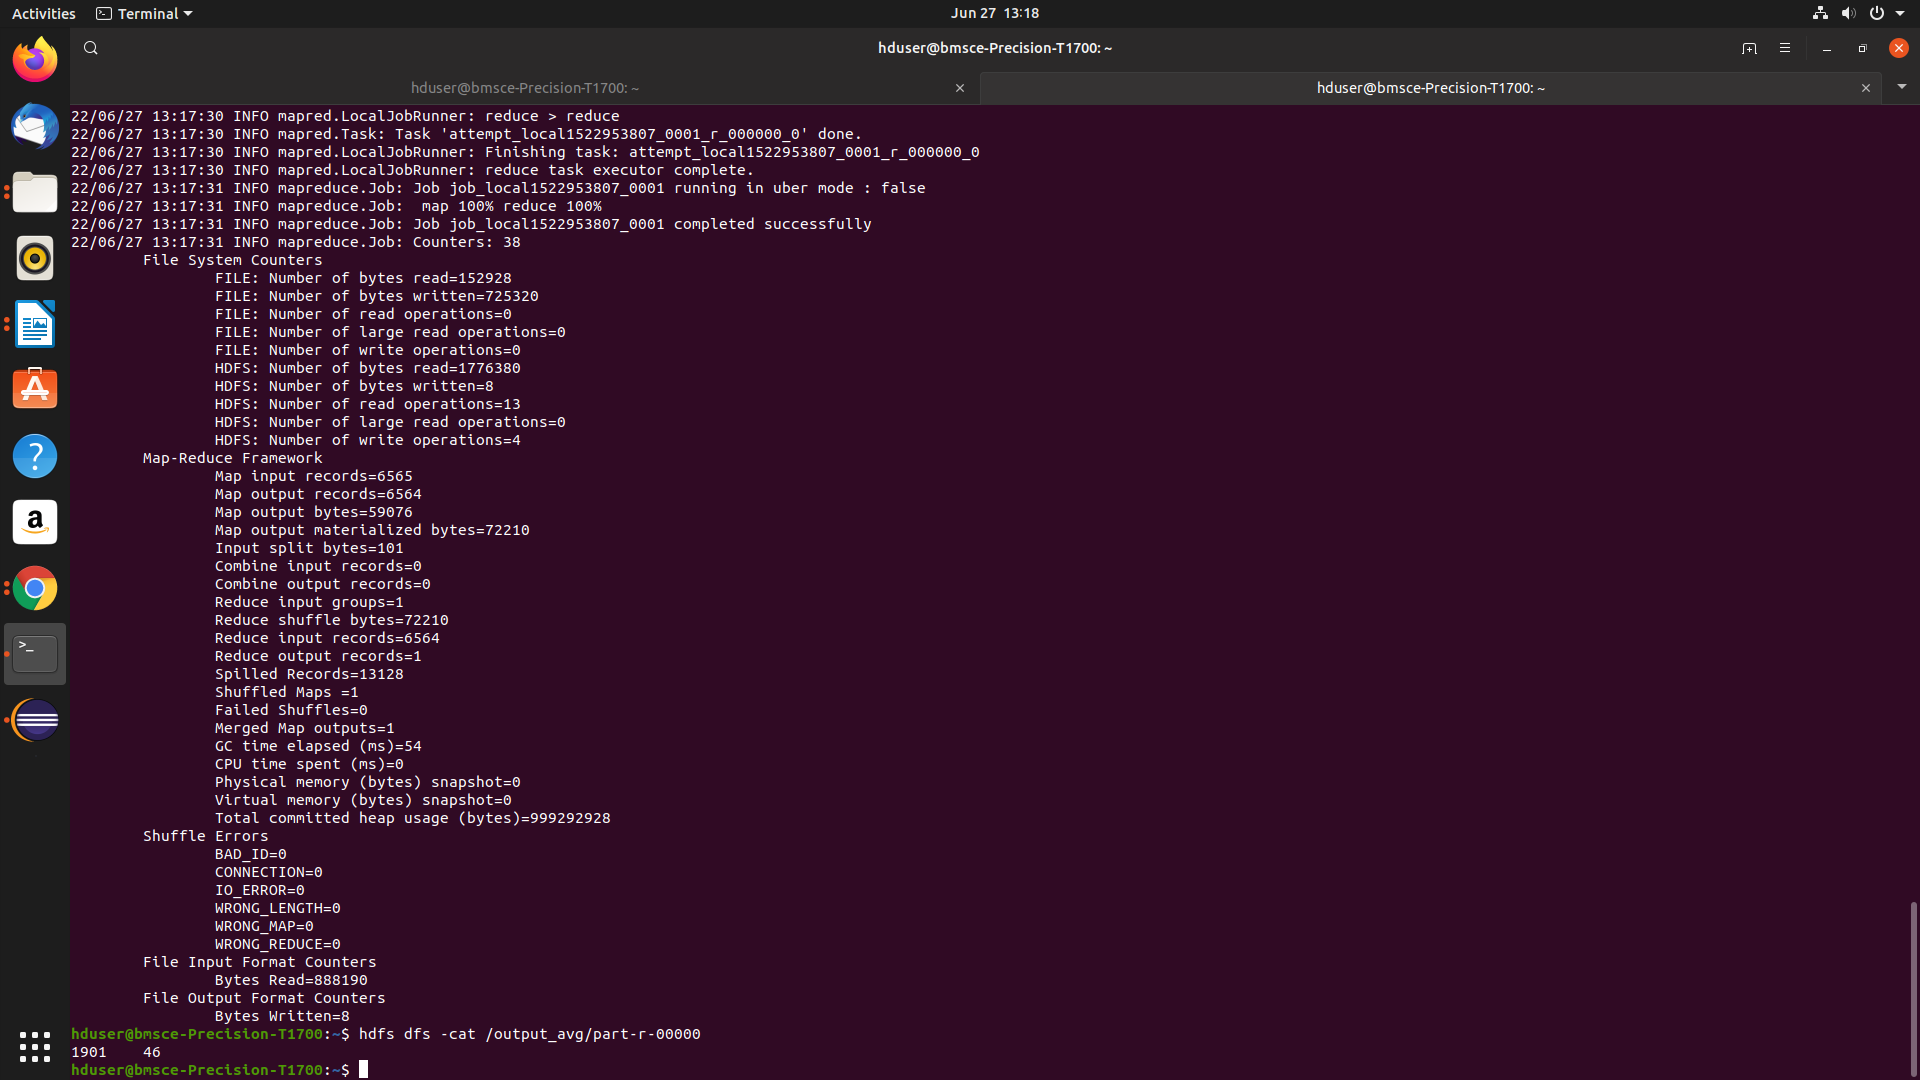 Activities Terminal Jun 27 13:18
hduser@bmsce-Precision-T1700: ~
hduser@bmsce-Precision-T1700: ~ hduser@bmsce-Precision-T1700: ~
22/06/27 13:17:30 INFO mapred.LocalJobRunner: reduce > reduce
22/06/27 13:17:30 INFO mapred.Task: Task 'attempt_local1522953807_0001_r_000000_0' done.
22/06/27 13:17:30 INFO mapred.LocalJobRunner: Finishing task: attempt_local1522953807_0001_r_000000_0
22/06/27 13:17:30 INFO mapred.LocalJobRunner: reduce task executor complete.
22/06/27 13:17:31 INFO mapreduce.Job: Job job_local1522953807_0001 running in uber mode : false
22/06/27 13:17:31 INFO mapreduce.Job:  map 100% reduce 100%
22/06/27 13:17:31 INFO mapreduce.Job: Job job_local1522953807_0001 completed successfully
22/06/27 13:17:31 INFO mapreduce.Job: Counters: 38
File System Counters
FILE: Number of bytes read=152928
FILE: Number of bytes written=725320
FILE: Number of read operations=0
FILE: Number of large read operations=0
FILE: Number of write operations=0
HDFS: Number of bytes read=1776380
HDFS: Number of bytes written=8
HDFS: Number of read operations=13
HDFS: Number of large read operations=0
HDFS: Number of write operations=4
Map-Reduce Framework
Map input records=6565
Map output records=6564
Map output bytes=59076
Map output materialized bytes=72210
Input split bytes=101
Combine input records=0
Combine output records=0
Reduce input groups=1
Reduce shuffle bytes=72210
Reduce input records=6564
Reduce output records=1
Spilled Records=13128
Shuffled Maps =1
Failed Shuffles=0
Merged Map outputs=1
GC time elapsed (ms)=54
CPU time spent (ms)=0
Physical memory (bytes) snapshot=0
Virtual memory (bytes) snapshot=0
Total committed heap usage (bytes)=999292928
Shuffle Errors
BAD_ID=0
CONNECTION=0
IO_ERROR=0
WRONG_LENGTH=0
WRONG_MAP=0
WRONG_REDUCE=0
File Input Format Counters
Bytes Read=888190
File Output Format Counters
Bytes Written=8
hduser@bmsce-Precision-T1700:~$ hdfs dfs -cat /output_avg/part-r-00000
1901 46
hduser@bmsce-Precision-T1700:~$